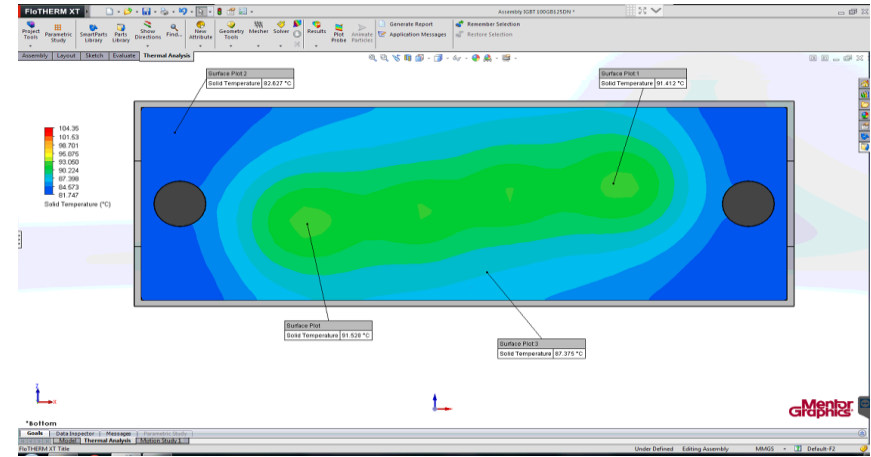 FloTHERM XT
Assembly IGBT 100GB125DN *
Project Tools
Parametric Study
SmartParts Library
Parts Library
Show Directions
Find...
New Attribute
Geometry Tools
Mesher
Solver
Results
Plot Probe
Animate Particles
Generate Report
Application Messages
Remember Selection
Restore Selection
Assembly
Layout
Sketch
Evaluate
Thermal Analysis
Surface Plot 2
Solid Temperature 82.627 °C
Surface Plot 1
Solid Temperature 91.412 °C
104.35
101.53
98.701
95.875
93.050
90.224
87.398
84.573
81.747
Solid Temperature (°C)
Surface Plot
Solid Temperature 91.528 °C
Surface Plot 3
Solid Temperature 87.375 °C
Z
X
Mentor
Graphics
*Bottom
Goals
Data Inspector
Messages
Parametric Study
Model
Thermal Analysis
Motion Study 1
FloTHERM XT Title
Under Defined
Editing Assembly
MMGS
Default-F2